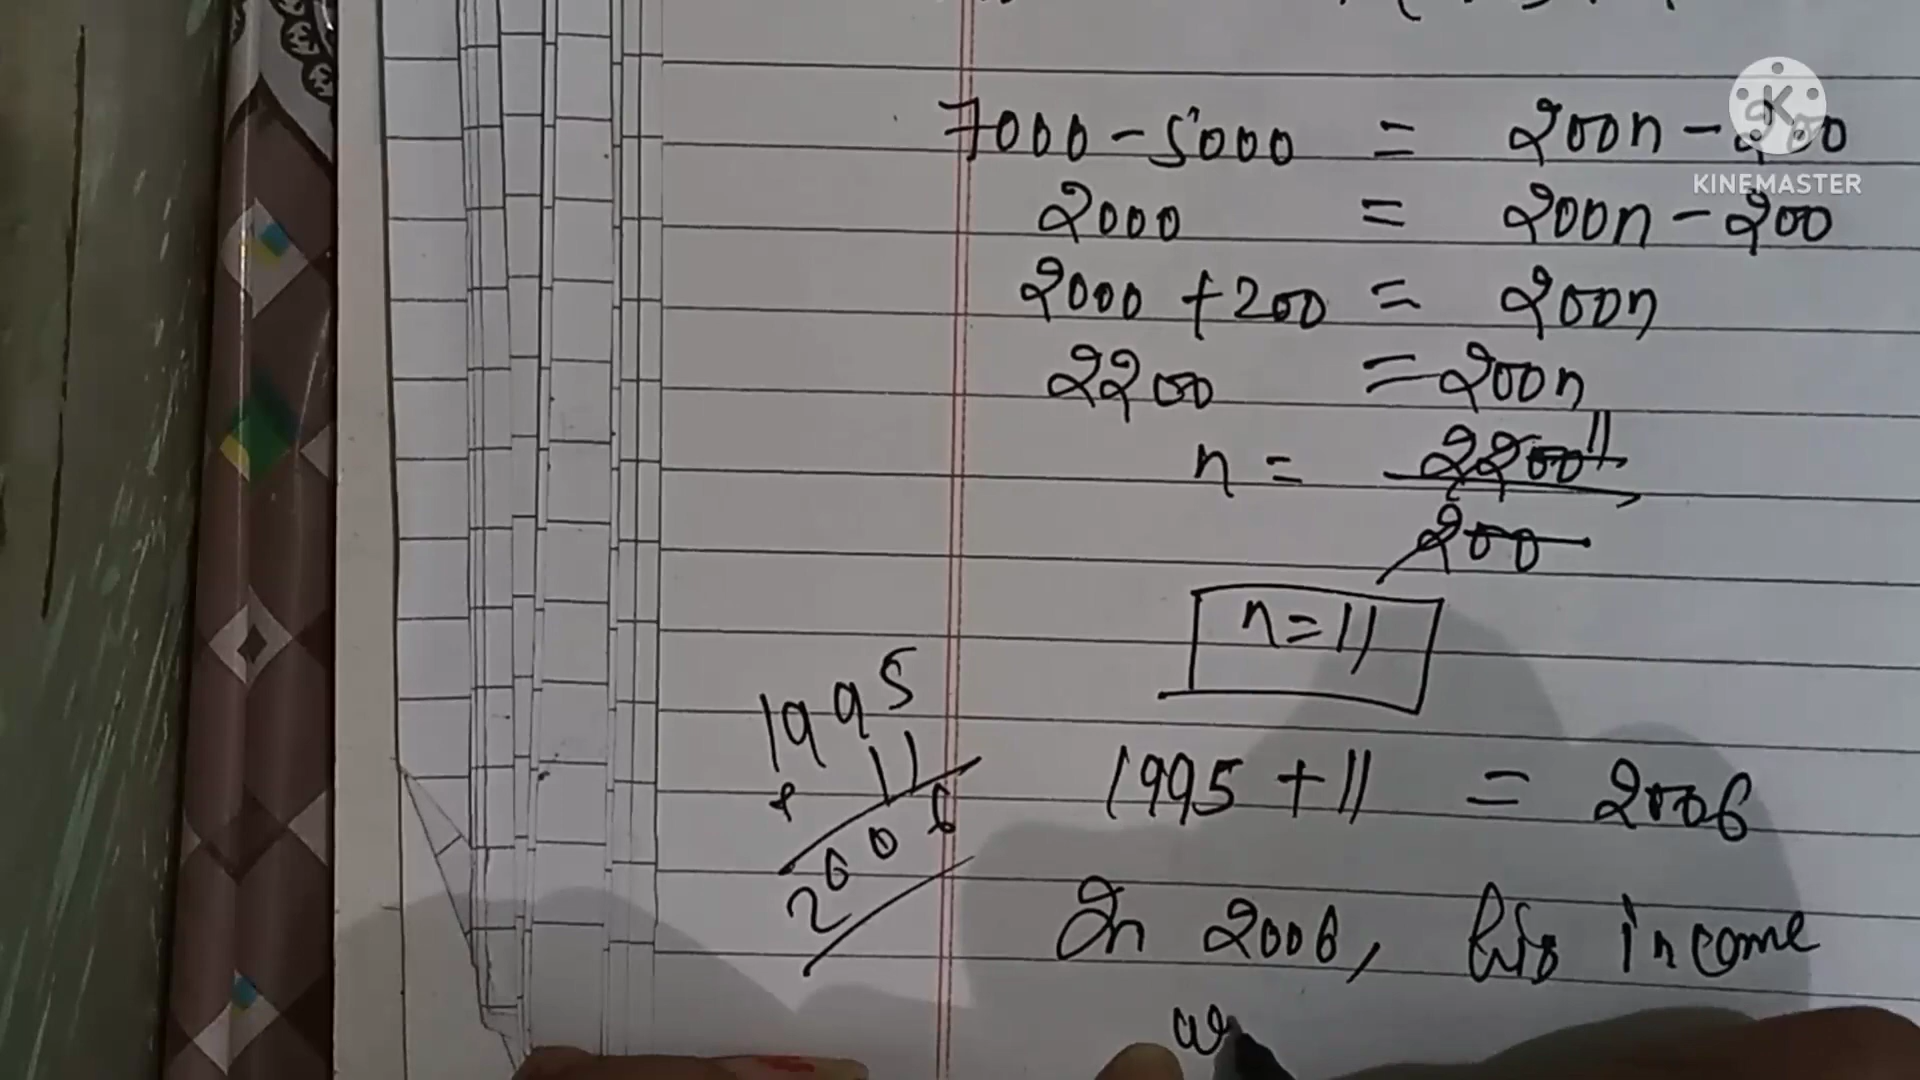 7000 - 5000 = 200n - 200
KINEMASTER
2000 = 200n - 200
2000 + 200 = 200n
2200 = 200n
n = 2200 11
200
n = 11
1995
+ 11
2006
1995 + 11 = 2006
In 2006, his income